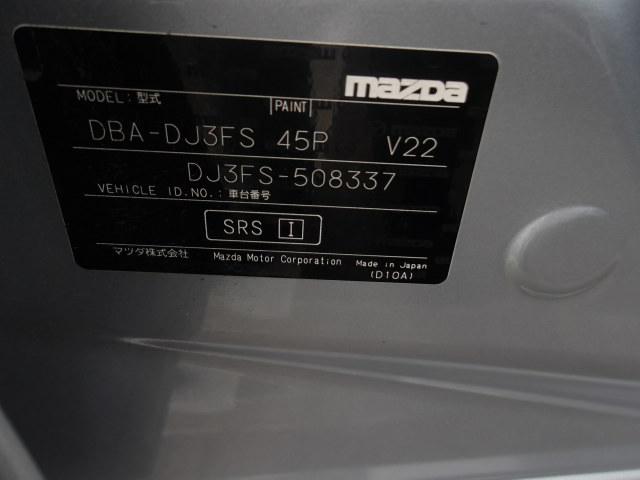 mazda
MODEL: 型式 PAINT
DBA-DJ3FS 45P V22
DJ3FS-508337
VEHICLE ID.NO.: 車台番号
SRS I
マツダ株式会社 Mazda Motor Corporation Made in Japan
(D10A)